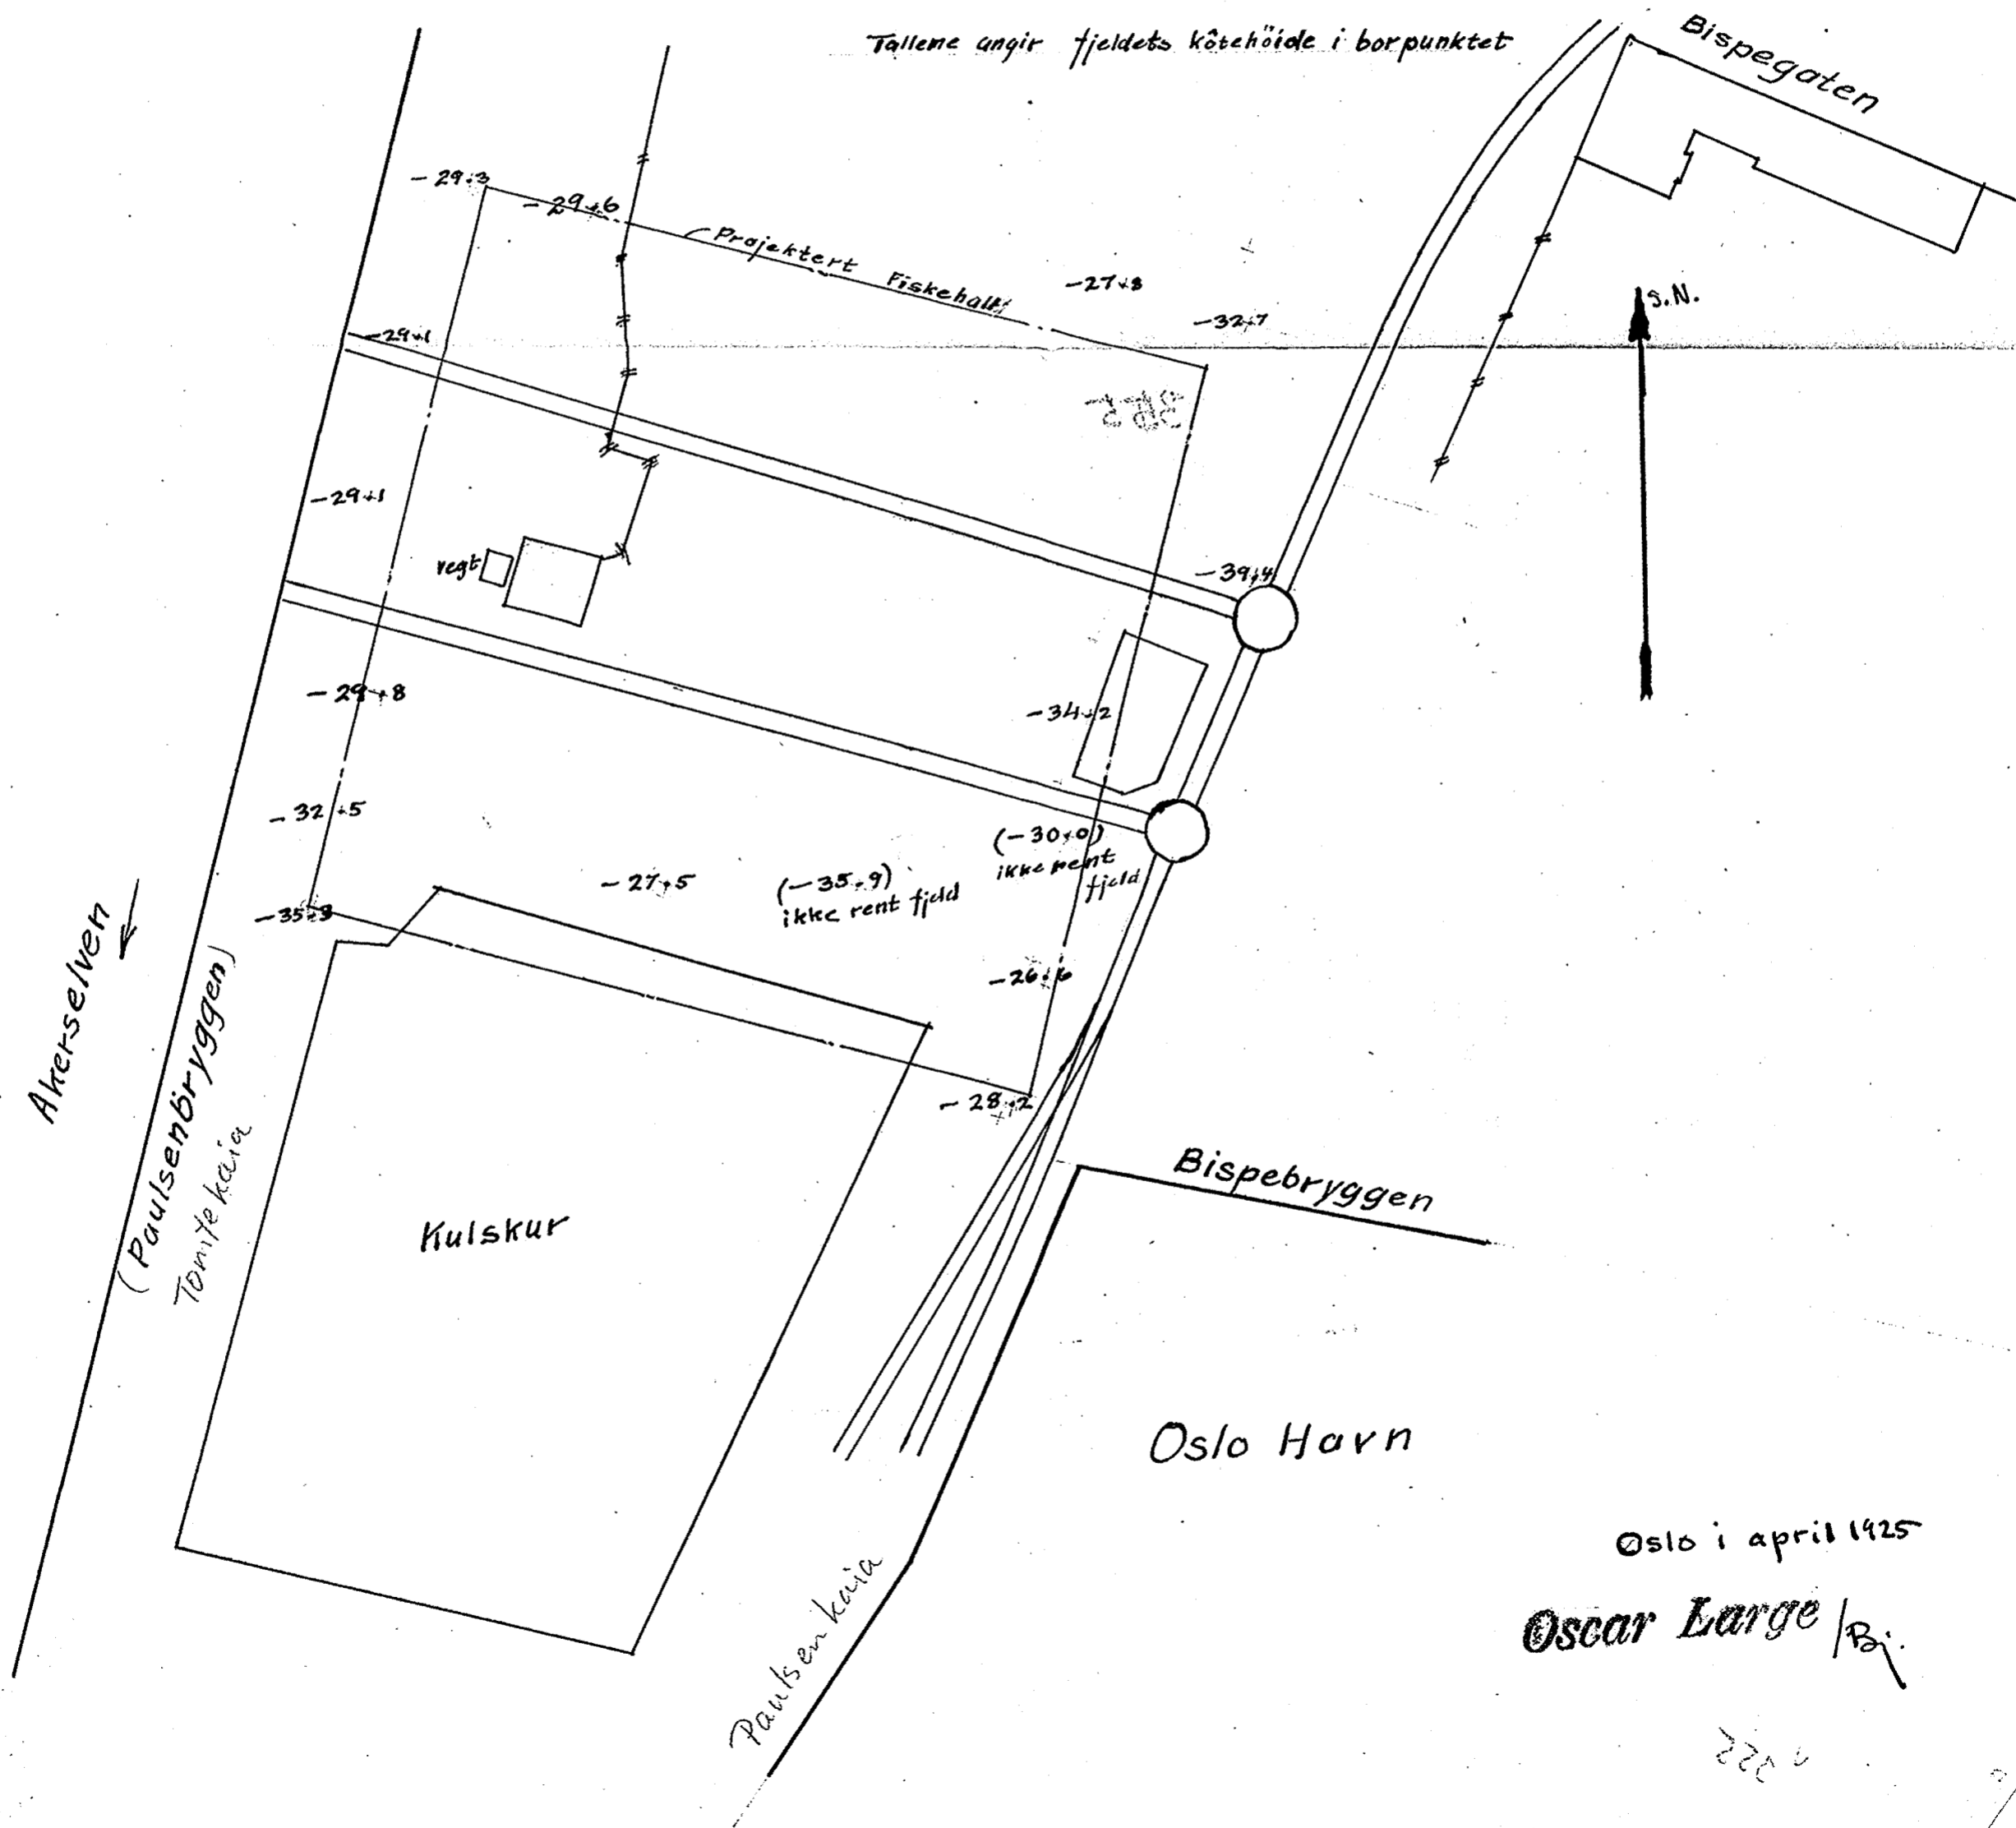 Tallene angir fjeldets kôtehöide i borpunktet
Bispegaten
-29.3
-29.6
Projektert Fiskehall
-27.8
-32.7
S.N.
-29.1
-29.1
vegt
-39.4
-29.8
-34.2
-32.5
(-30.0)
ikke rent
fjeld
-27.5
(-35.9)
ikke rent fjeld
-35.3
-26.6
-28.2
Akerselven
(Paulsenbryggen)
Tomtekaia
Bispebryggen
Kulskur
Oslo Havn
Paulsenkaia
Oslo i april 1925
Oscar Large /Bj.